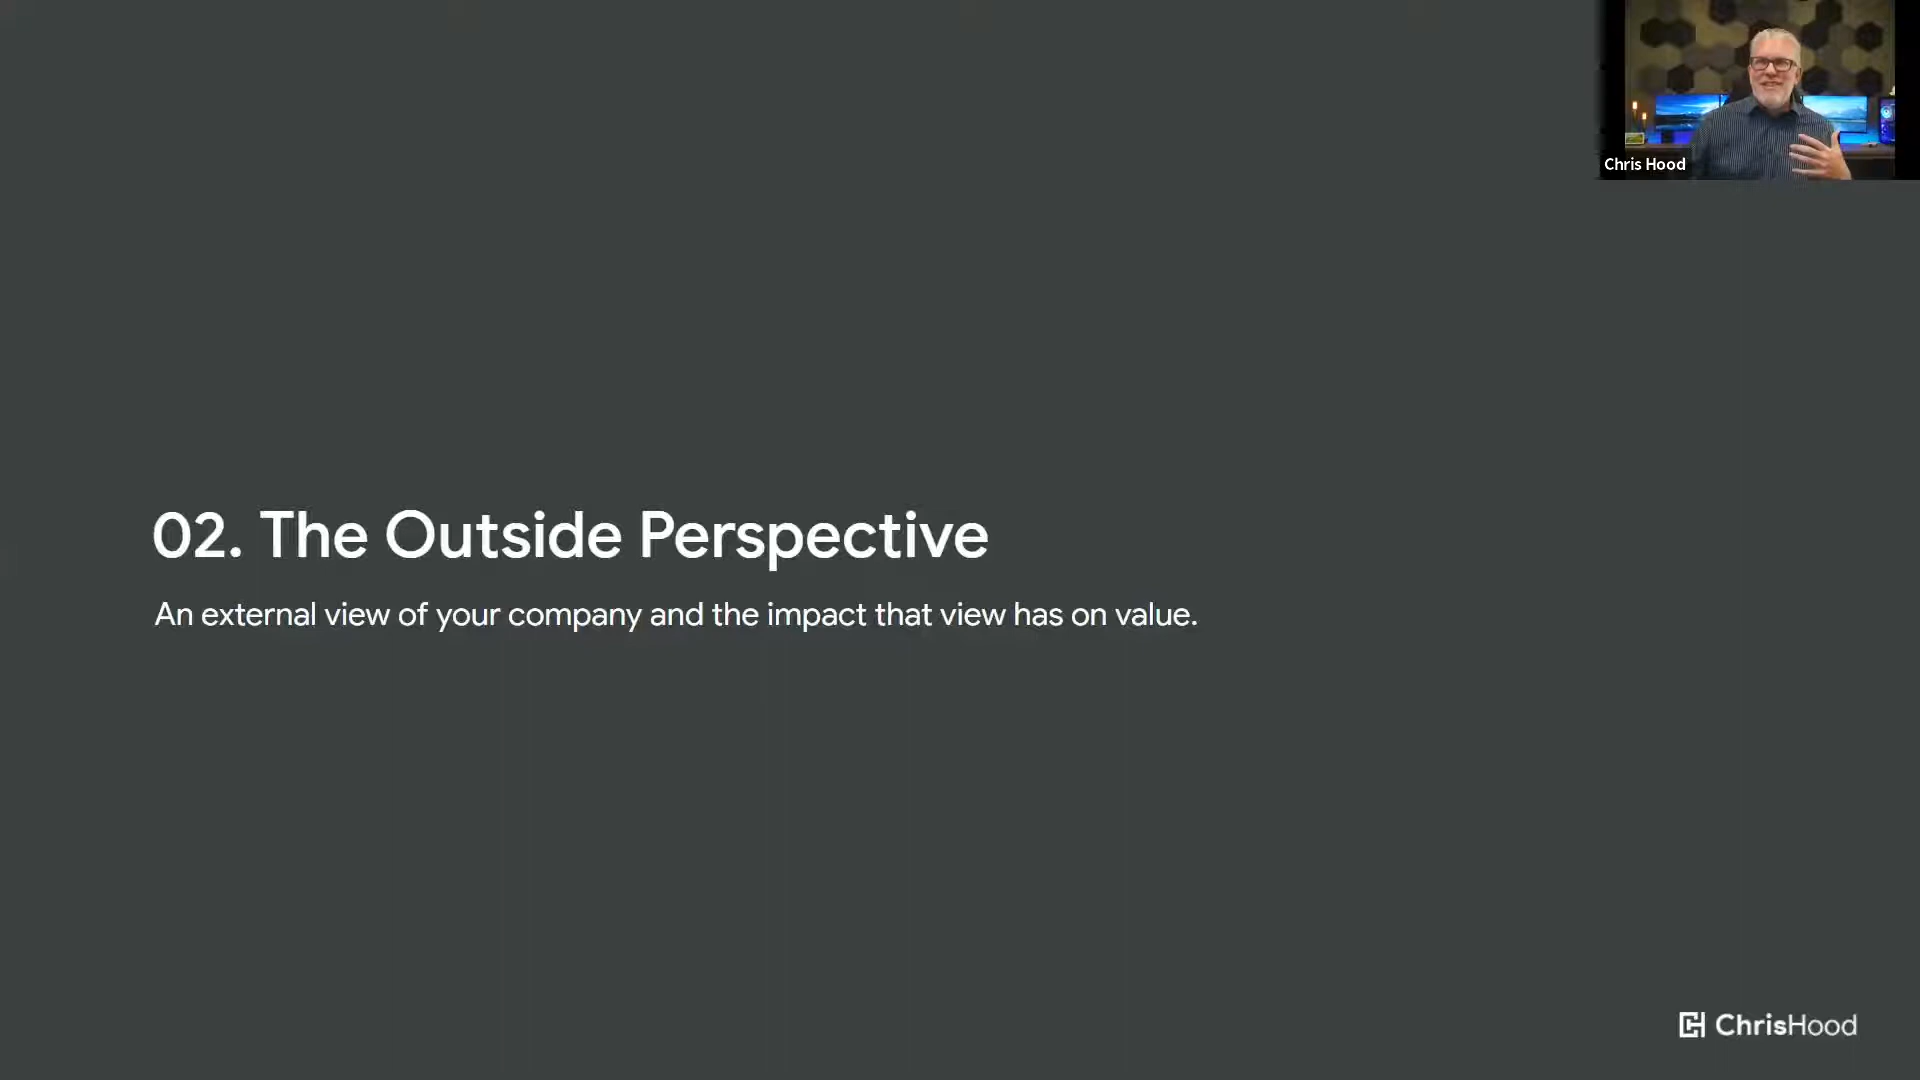 Chris Hood
02. The Outside Perspective
An external view of your company and the impact that view has on value.
ChrisHood